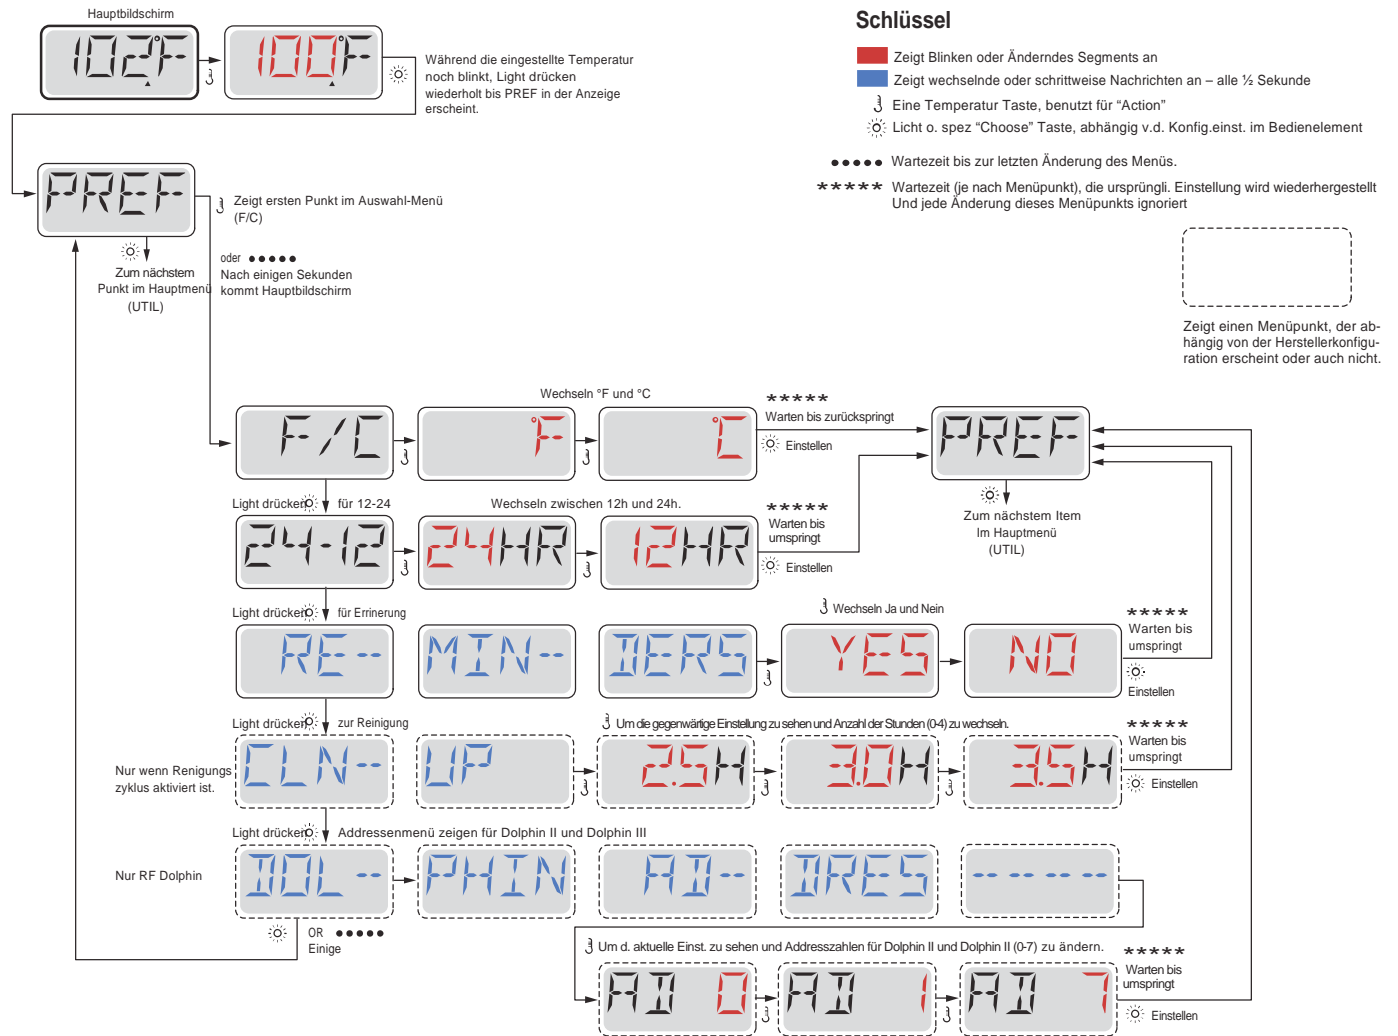 Hauptbildschirm
102°F
100°F
Während die eingestellte Temperatur
noch blinkt, Light drücken
wiederholt bis PREF in der Anzeige
erscheint.
Schlüssel
Zeigt Blinken oder Änderndes Segments an
Zeigt wechselnde oder schrittweise Nachrichten an – alle ½ Sekunde
Eine Temperatur Taste, benutzt für “Action”
Licht o. spez “Choose” Taste, abhängig v.d. Konfig.einst. im Bedienelement
••••• Wartezeit bis zur letzten Änderung des Menüs.
***** Wartezeit (je nach Menüpunkt), die ursprüngli. Einstellung wird wiederhergestellt
Und jede Änderung dieses Menüpunkts ignoriert
Zeigt einen Menüpunkt, der ab-
hängig von der Herstellerkonfigu-
ration erscheint oder auch nicht.
PREF
Zeigt ersten Punkt im Auswahl-Menü
(F/C)
oder •••••
Nach einigen Sekunden
kommt Hauptbildschirm
Zum nächstem
Punkt im Hauptmenü
(UTIL)
Wechseln °F und °C
F/C
°F
°C
*****
Warten bis zurückspringt
Einstellen
PREF
Zum nächstem Item
Im Hauptmenü
(UTIL)
Light drücken für 12-24
Wechseln zwischen 12h und 24h.
24-12
24HR
12HR
*****
Warten bis
umspringt
Einstellen
Light drücken für Errinerung
Wechseln Ja und Nein
RE--
MIN--
DERS
YES
NO
*****
Warten bis
umspringt
Einstellen
Light drücken zur Reinigung
Um die gegenwärtige Einstellung zu sehen und Anzahl der Stunden (0-4) zu wechseln.
Nur wenn Renigungs
zyklus aktiviert ist.
CLN--
UP
2.5H
3.0H
3.5H
*****
Warten bis
umspringt
Einstellen
Light drücken Addressenmenü zeigen für Dolphin II und Dolphin III
Nur RF Dolphin
DOL--
PHIN
AD--
DRES
-- -- -- --
OR •••••
Einige
Um d. aktuelle Einst. zu sehen und Addresszahlen für Dolphin II und Dolphin II (0-7) zu ändern.
AD 0
AD 1
AD 7
*****
Warten bis
umspringt
Einstellen